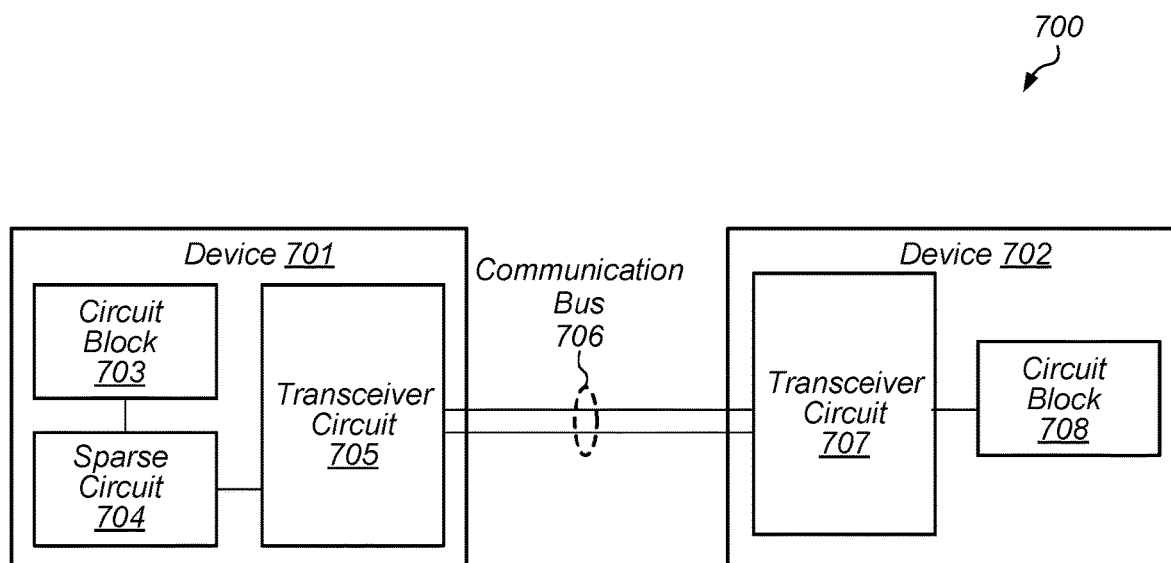 700
Device 701
Circuit
Block
703
Sparse
Circuit
704
Transceiver
Circuit
705
Communication
Bus
706
Device 702
Transceiver
Circuit
707
Circuit
Block
708